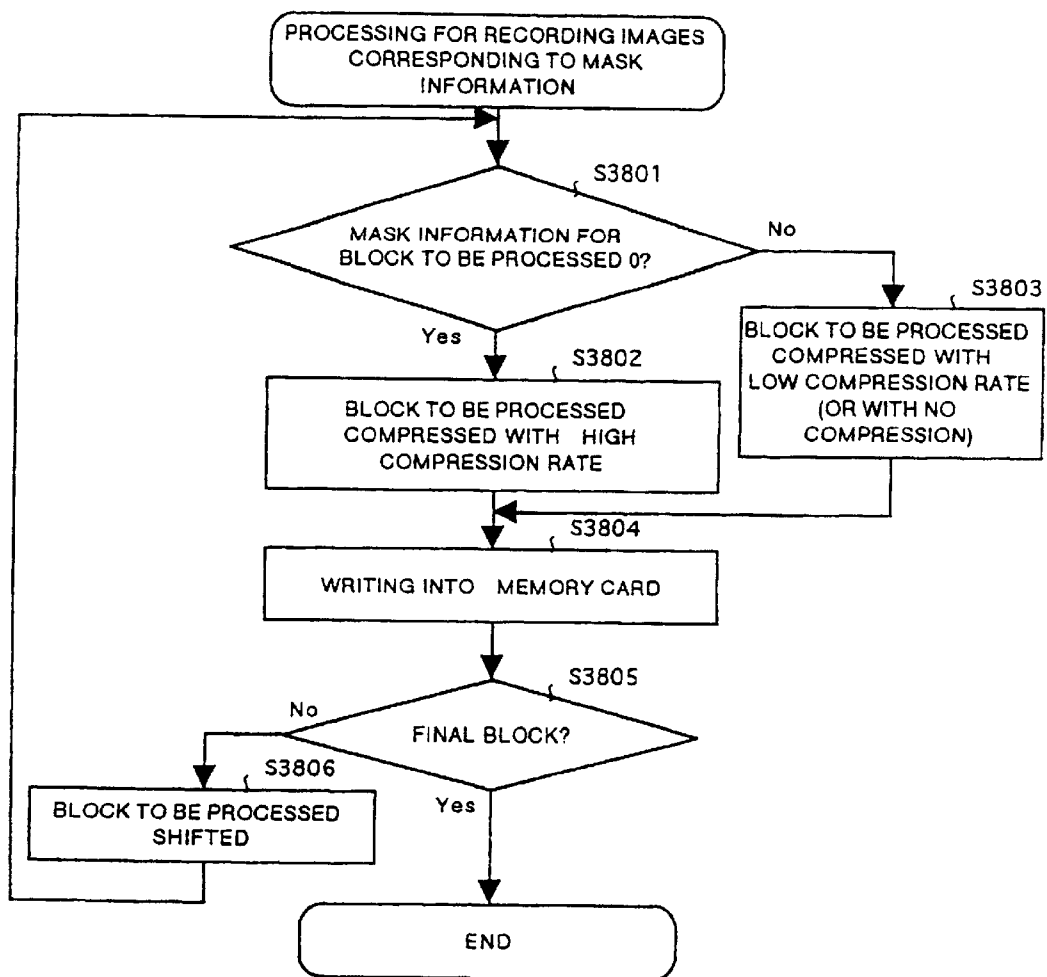 PROCESSING FOR RECORDING IMAGES
CORRESPONDING TO MASK
INFORMATION
S3801
MASK INFORMATION FOR
BLOCK TO BE PROCESSED 0?
No
Yes
S3803
BLOCK TO BE PROCESSED
COMPRESSED WITH
LOW COMPRESSION RATE
(OR WITH NO
COMPRESSION)
S3802
BLOCK TO BE PROCESSED
COMPRESSED WITH HIGH
COMPRESSION RATE
S3804
WRITING INTO MEMORY CARD
S3805
FINAL BLOCK?
No
Yes
S3806
BLOCK TO BE PROCESSED
SHIFTED
END